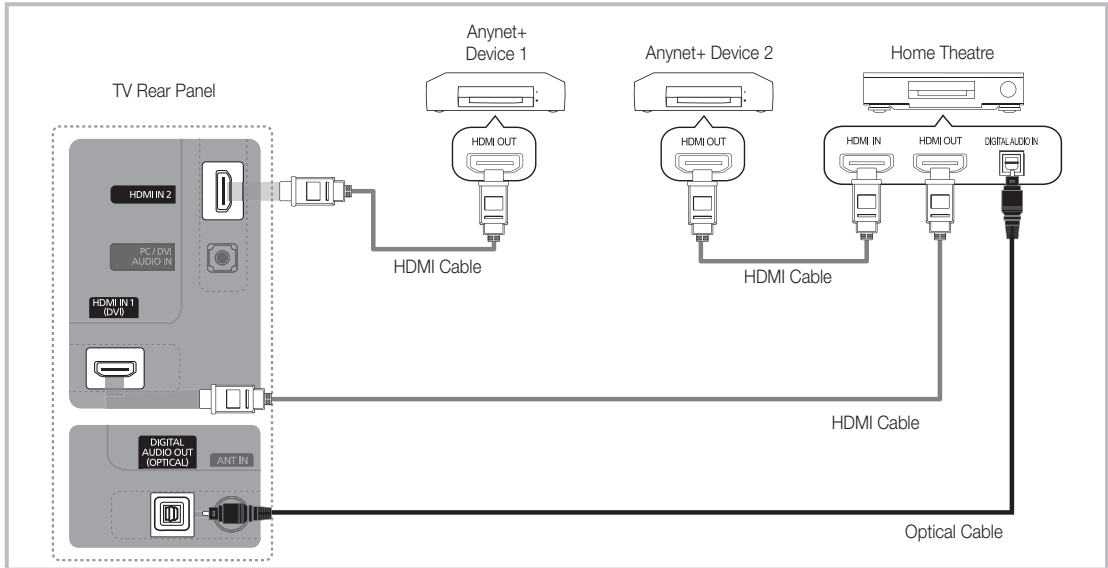 Anynet+
Device 1
Anynet+ Device 2
Home Theatre
TV Rear Panel
HDMI OUT
HDMI OUT
HDMI IN
HDMI OUT
DIGITAL AUDIO IN
HDMI IN 2
PC / DVI
AUDIO IN
HDMI Cable
HDMI Cable
HDMI IN 1
(DVI)
HDMI Cable
DIGITAL
AUDIO OUT
(OPTICAL)
ANT IN
Optical Cable